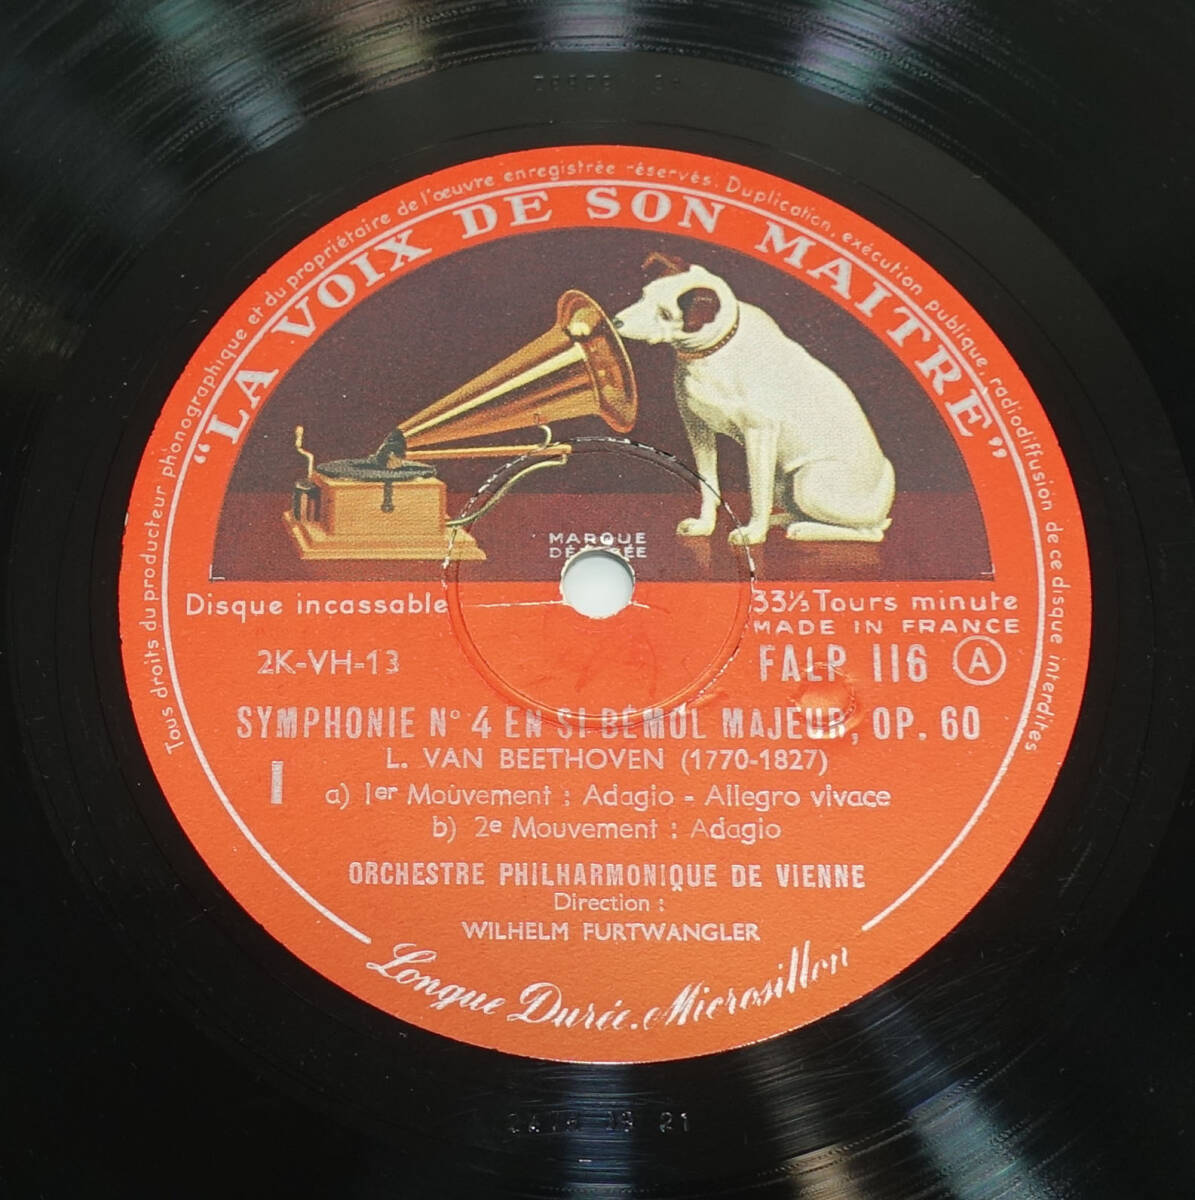 Tous droits du producteur phonographique et du propriétaire de l'œuvre enregistrée réservés. Duplication, exécution publique, radiodiffusion de ce disque interdites
"LA VOIX DE SON MAITRE"
MARQUE
DÉPOSÉE
Disque incassable
33⅓ Tours minute
MADE IN FRANCE
2K-VH-13
FALP 116 A
SYMPHONIE N° 4 EN SI BÉMOL MAJEUR, OP. 60
L. VAN BEETHOVEN (1770-1827)
I
a) 1er Moûvement : Adagio - Allegro vivace
b) 2e Mouvement : Adagio
ORCHESTRE PHILHARMONIQUE DE VIENNE
Direction :
WILHELM FURTWANGLER
Longue Durée. Microsillon